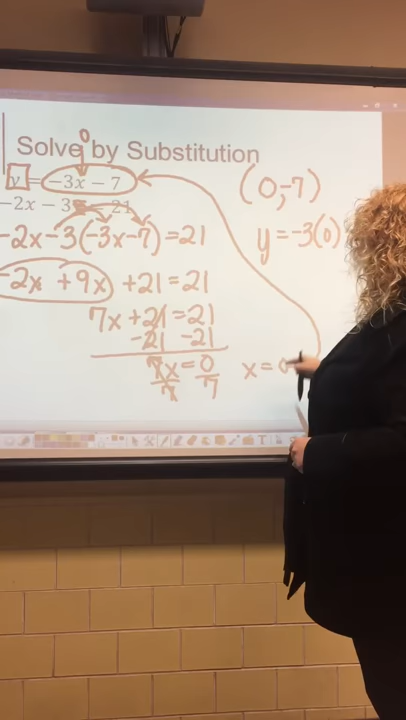 0
Solve by Substitution
y = -3x - 7
-2x - 3 = 21
-2x-3(-3x-7)=21
-2x +9x +21=21
7x+21=21
-21 -21
7x = 0
7 7
x=0
(0,-7)
y=-3(0)